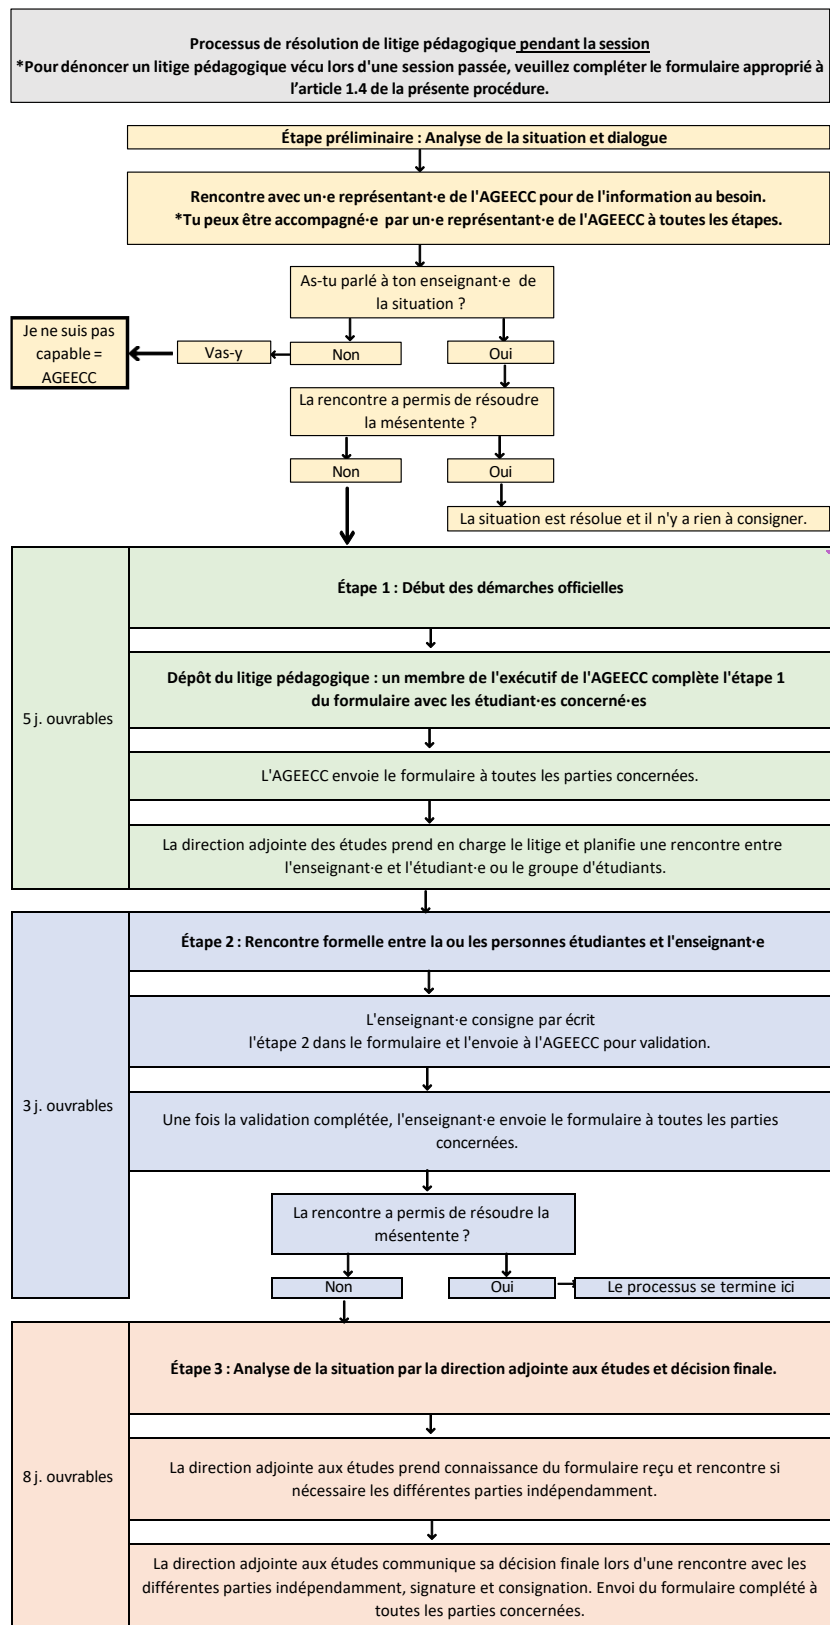 Processus de résolution de litige pédagogique pendant la session
*Pour dénoncer un litige pédagogique vécu lors d'une session passée, veuillez compléter le formulaire approprié à
l'article 1.4 de la présente procédure.
Étape préliminaire : Analyse de la situation et dialogue
Rencontre avec un·e représentant·e de l'AGEECC pour de l'information au besoin.
*Tu peux être accompagné·e par un·e représentant·e de l'AGEECC à toutes les étapes.
As-tu parlé à ton enseignant·e de
la situation ?
Je ne suis pas
capable =
AGEECC
Vas-y
Non
Oui
La rencontre a permis de résoudre
la mésentente ?
Non
Oui
La situation est résolue et il n'y a rien à consigner.
5 j. ouvrables
Étape 1 : Début des démarches officielles
Dépôt du litige pédagogique : un membre de l'exécutif de l'AGEECC complète l'étape 1
du formulaire avec les étudiant·es concerné·es
L'AGEECC envoie le formulaire à toutes les parties concernées.
La direction adjointe des études prend en charge le litige et planifie une rencontre entre
l'enseignant·e et l'étudiant·e ou le groupe d'étudiants.
3 j. ouvrables
Étape 2 : Rencontre formelle entre la ou les personnes étudiantes et l'enseignant·e
L'enseignant·e consigne par écrit
l'étape 2 dans le formulaire et l'envoie à l'AGEECC pour validation.
Une fois la validation complétée, l'enseignant·e envoie le formulaire à toutes les parties
concernées.
La rencontre a permis de résoudre la
mésentente ?
Non
Oui
Le processus se termine ici
8 j. ouvrables
Étape 3 : Analyse de la situation par la direction adjointe aux études et décision finale.
La direction adjointe aux études prend connaissance du formulaire reçu et rencontre si
nécessaire les différentes parties indépendamment.
La direction adjointe aux études communique sa décision finale lors d'une rencontre avec les
différentes parties indépendamment, signature et consignation. Envoi du formulaire complété à
toutes les parties concernées.